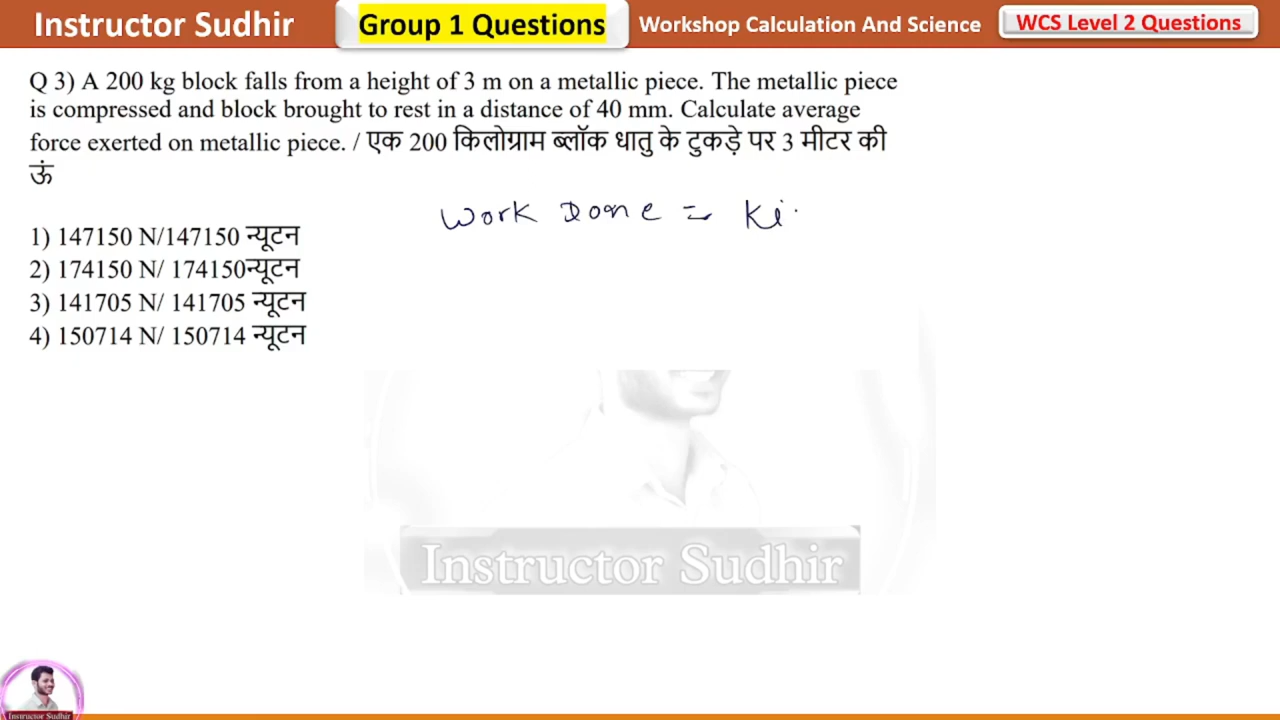 Instructor Sudhir
Group 1 Questions
Workshop Calculation And Science
WCS Level 2 Questions
Q 3) A 200 kg block falls from a height of 3 m on a metallic piece. The metallic piece
is compressed and block brought to rest in a distance of 40 mm. Calculate average
force exerted on metallic piece. / एक 200 किलोग्राम ब्लॉक धातु के टुकड़े पर 3 मीटर की
ऊं
Work Done = Ki
1) 147150 N/147150 न्यूटन
2) 174150 N/ 174150न्यूटन
3) 141705 N/ 141705 न्यूटन
4) 150714 N/ 150714 न्यूटन
Instructor Sudhir
Instructor Sudhir